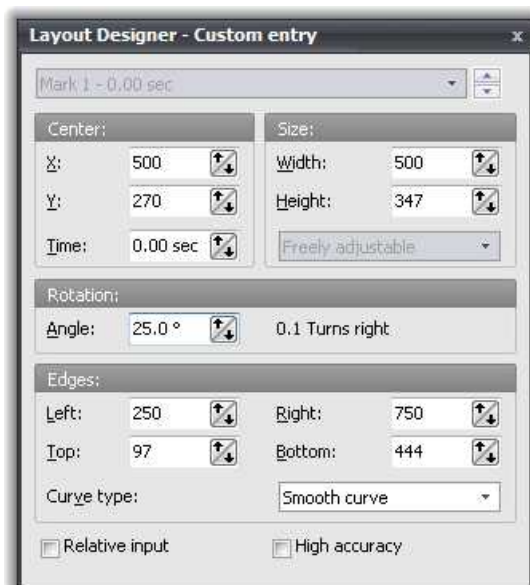 Layout Designer - Custom entry x
Mark 1 - 0.00 sec
Center: Size:
X: 500 Width: 500
Y: 270 Height: 347
Time: 0.00 sec Freely adjustable
Rotation:
Angle: 25.0 ° 0.1 Turns right
Edges:
Left: 250 Right: 750
Top: 97 Bottom: 444
Curve type: Smooth curve
Relative input High accuracy